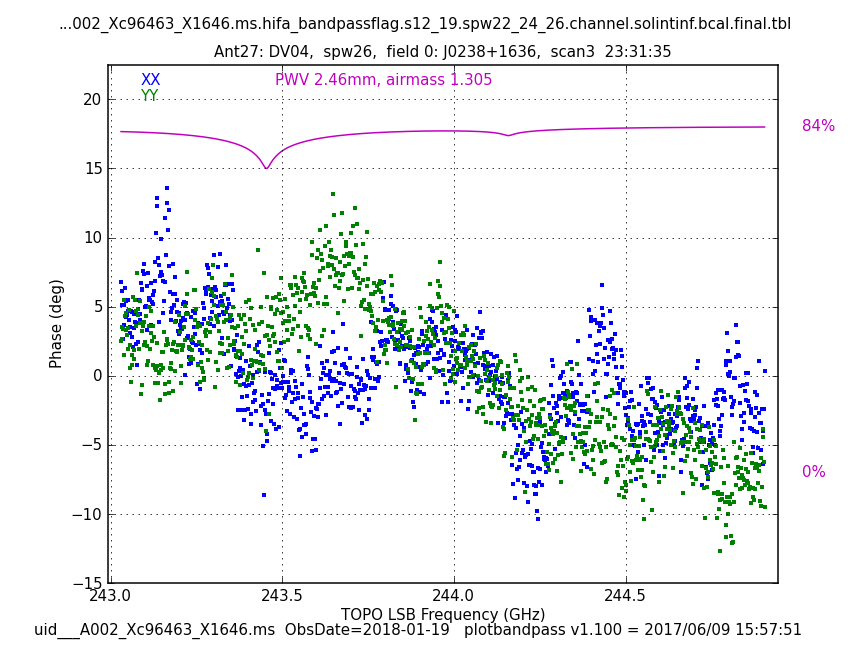 ...002_Xc96463_X1646.ms.hifa_bandpassflag.s12_19.spw22_24_26.channel.solintinf.bcal.final.tbl
Ant27: DV04, spw26, field 0: J0238+1636, scan3 23:31:35
XX PWV 2.46mm, airmass 1.305
YY
20
84%
15
10
5
Phase (deg)
0
−5
0%
−10
−15
243.0 243.5 244.0 244.5
TOPO LSB Frequency (GHz)
uid___A002_Xc96463_X1646.ms ObsDate=2018-01-19 plotbandpass v1.100 = 2017/06/09 15:57:51